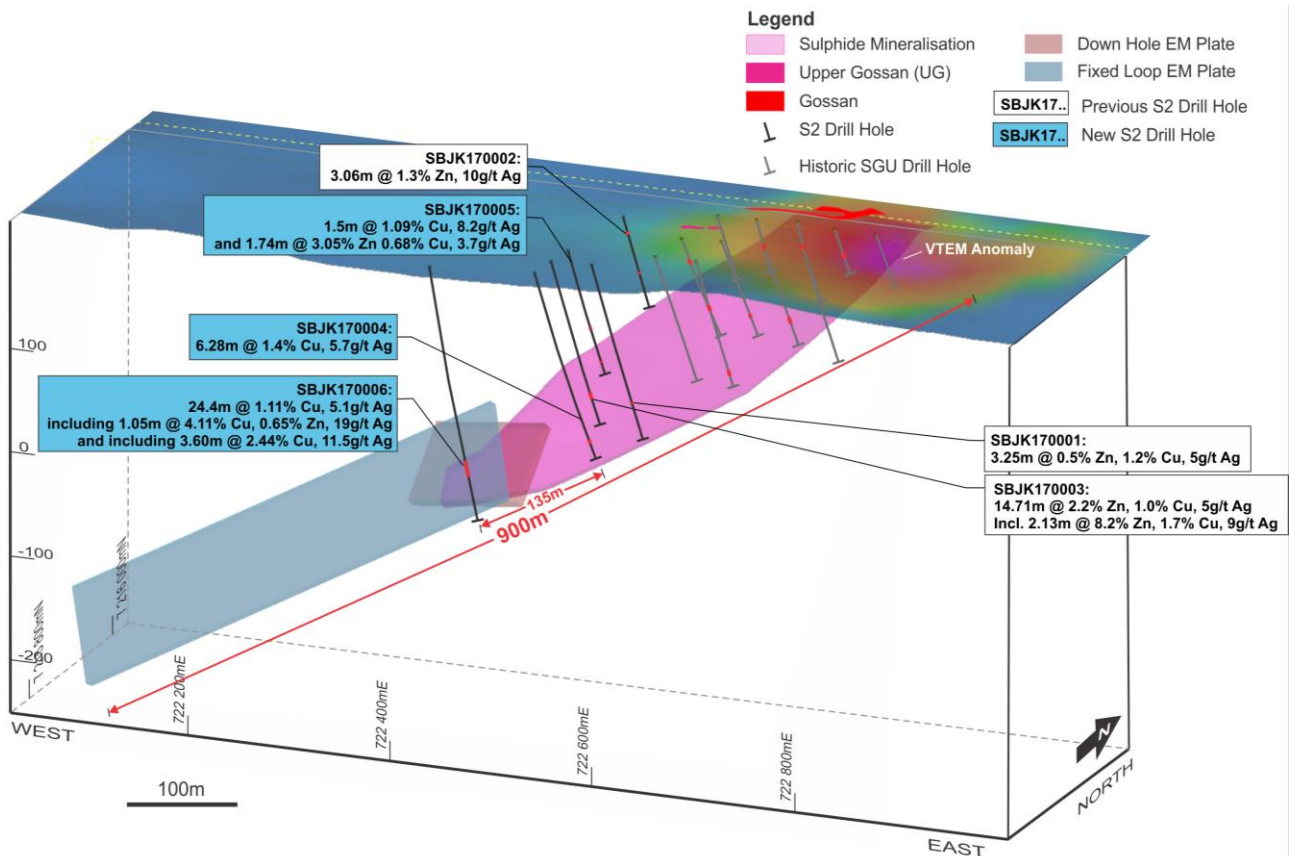 Legend
Sulphide Mineralisation
Upper Gossan (UG)
Gossan
S2 Drill Hole
Historic SGU Drill Hole
Down Hole EM Plate
Fixed Loop EM Plate
SBJK17.. Previous S2 Drill Hole
SBJK17.. New S2 Drill Hole
SBJK170002:
3.06m @ 1.3% Zn, 10g/t Ag
SBJK170005:
1.5m @ 1.09% Cu, 8.2g/t Ag
and 1.74m @ 3.05% Zn 0.68% Cu, 3.7g/t Ag
VTEM Anomaly
SBJK170004:
6.28m @ 1.4% Cu, 5.7g/t Ag
SBJK170006:
24.4m @ 1.11% Cu, 5.1g/t Ag
including 1.05m @ 4.11% Cu, 0.65% Zn, 19g/t Ag
and including 3.60m @ 2.44% Cu, 11.5g/t Ag
SBJK170001:
3.25m @ 0.5% Zn, 1.2% Cu, 5g/t Ag
SBJK170003:
14.71m @ 2.2% Zn, 1.0% Cu, 5g/t Ag
Incl. 2.13m @ 8.2% Zn, 1.7% Cu, 9g/t Ag
135m
900m
100
0
-100
-200
722 200mE
722 400mE
722 600mE
722 800mE
WEST
EAST
NORTH
N
100m